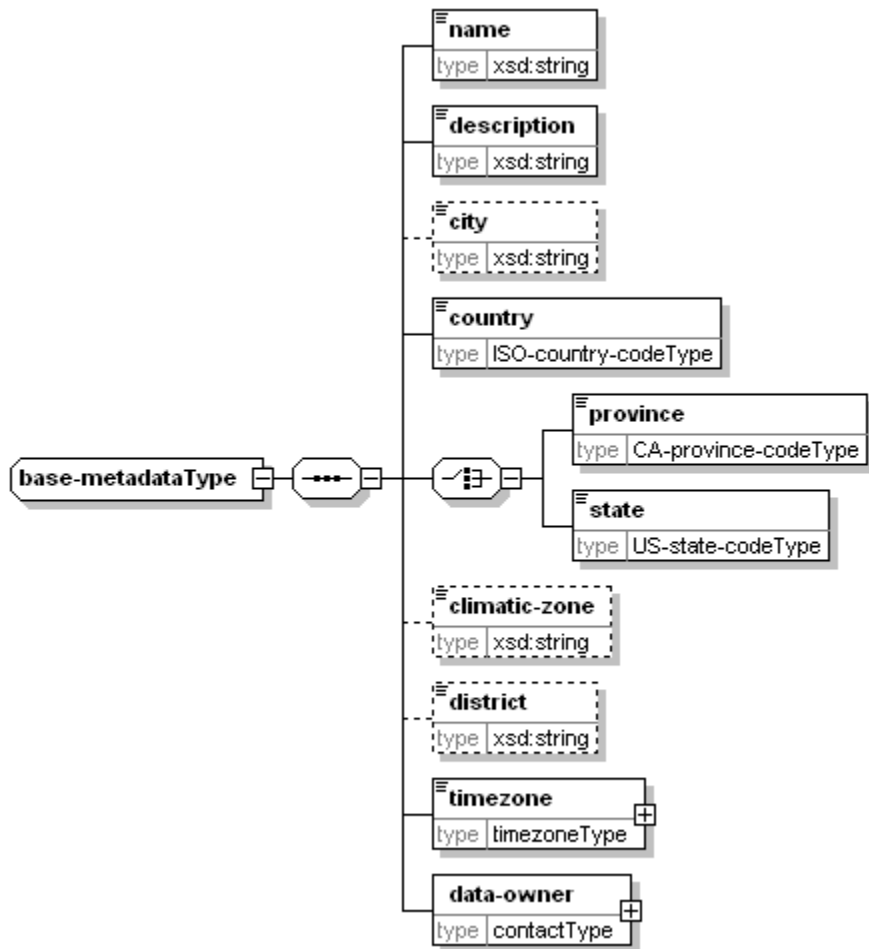 name
type xsd:string
description
type xsd:string
city
type xsd:string
country
type ISO-country-codeType
province
type CA-province-codeType
base-metadataType
state
type US-state-codeType
climatic-zone
type xsd:string
district
type xsd:string
timezone
type timezoneType
data-owner
type contactType